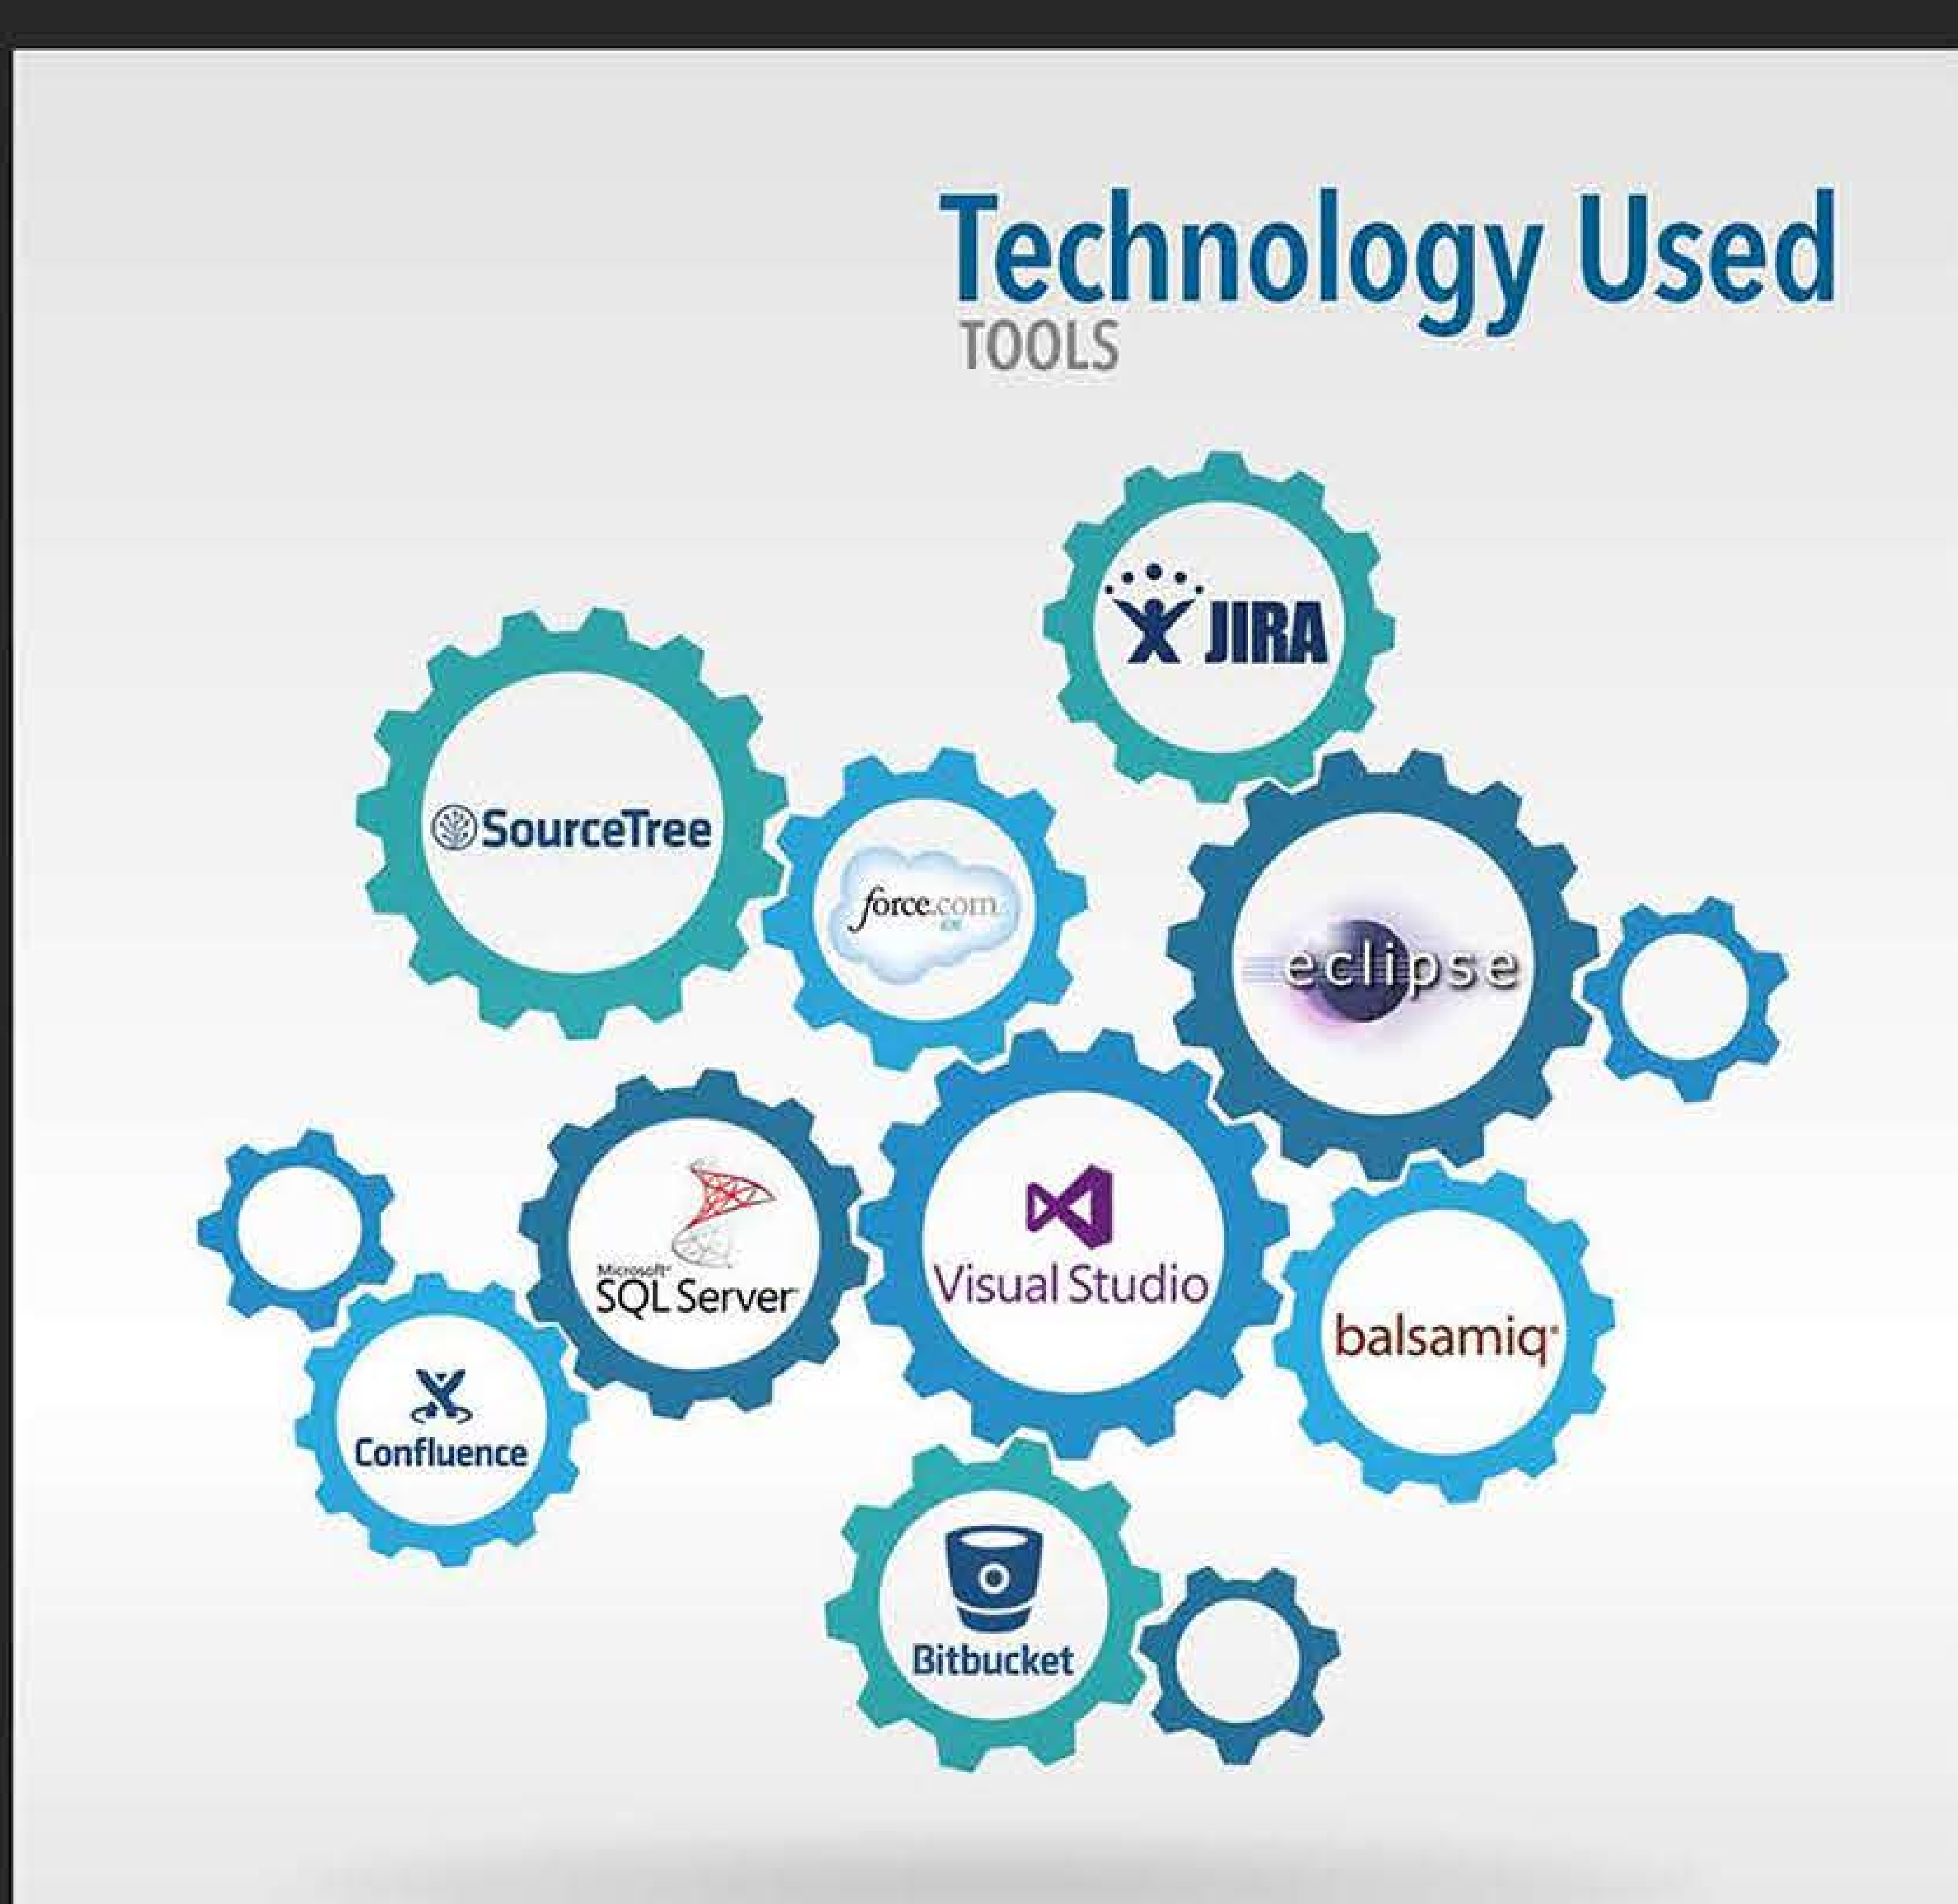 Technology Used
TOOLS
JIRA
SourceTree
force.com
eclipse
Microsoft®
SQL Server
Visual Studio
balsamiq®
Confluence
Bitbucket